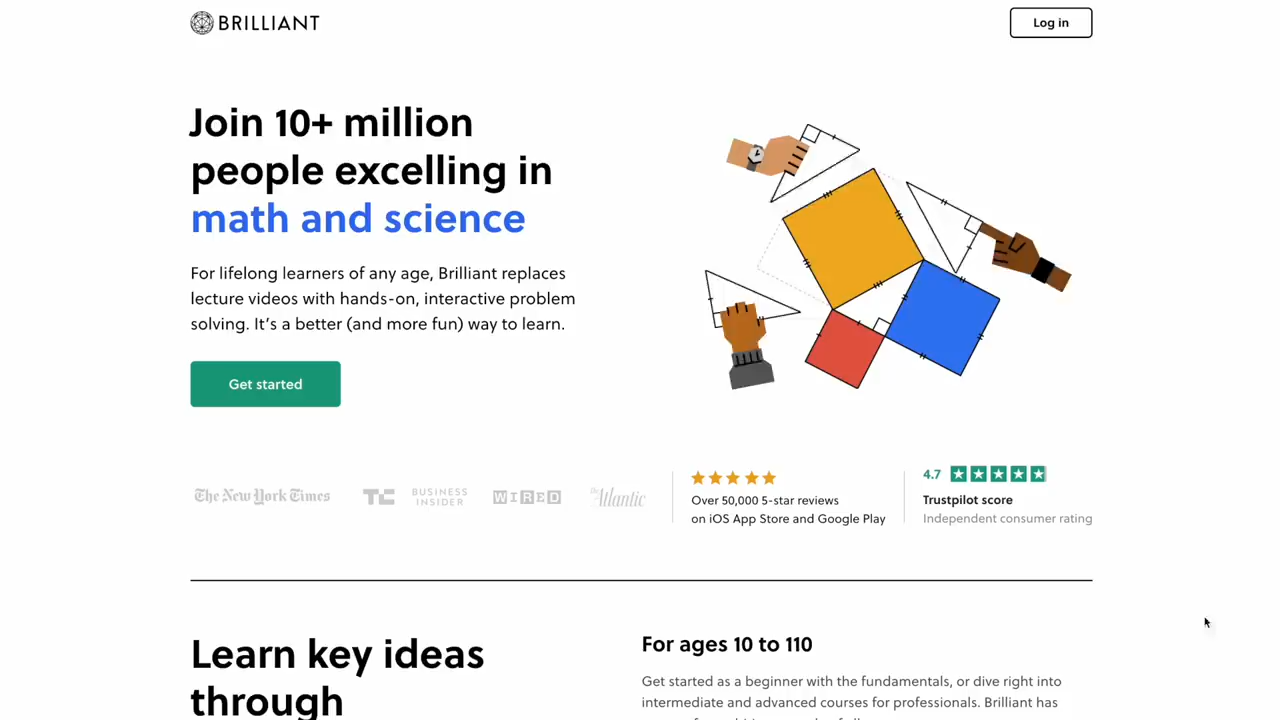 BRILLIANT
Log in
Join 10+ million
people excelling in
math and science
For lifelong learners of any age, Brilliant replaces
lecture videos with hands-on, interactive problem
solving. It’s a better (and more fun) way to learn.
Get started
The New York Times
TC
BUSINESS
INSIDER
WIRED
The Atlantic
Over 50,000 5-star reviews
on iOS App Store and Google Play
4.7
Trustpilot score
Independent consumer rating
Learn key ideas
through
For ages 10 to 110
Get started as a beginner with the fundamentals, or dive right into
intermediate and advanced courses for professionals. Brilliant has